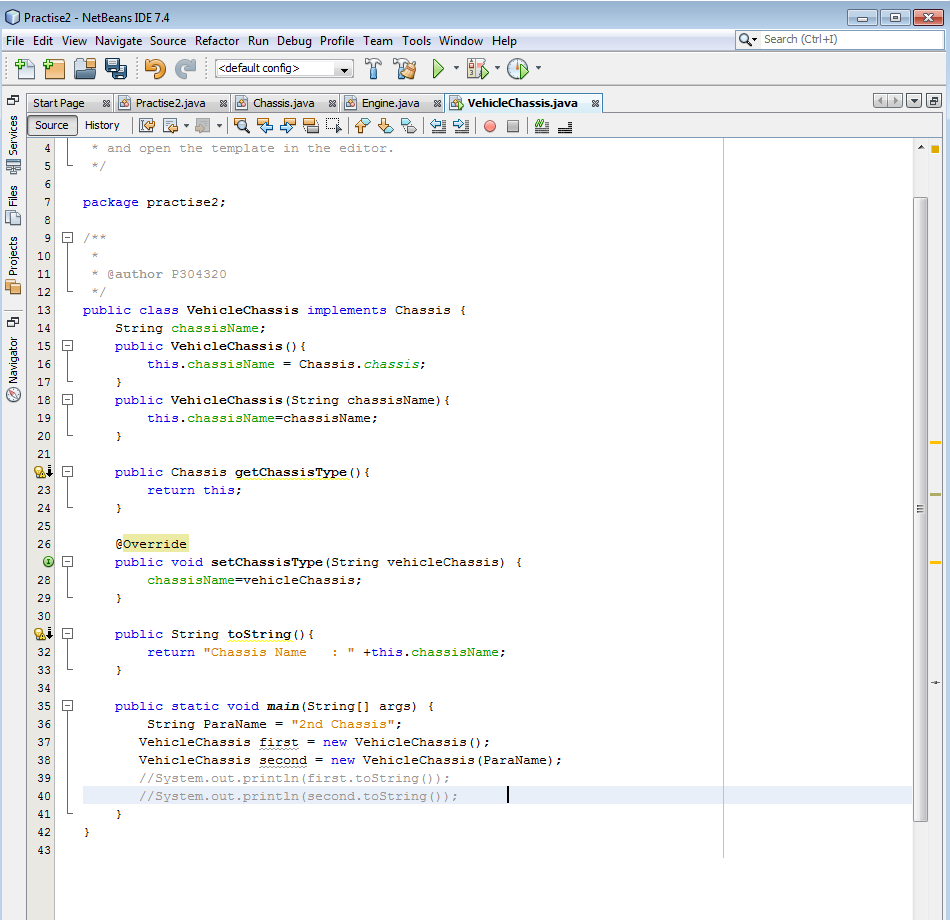 Practise2 - NetBeans IDE 7.4
File Edit View Navigate Source Refactor Run Debug Profile Team Tools Window Help
Search (Ctrl+I)
<default config>
Start Page Practise2.java Chassis.java Engine.java VehicleChassis.java
Source History
Services
Files
Projects
Navigator
4 * and open the template in the editor.
5 */
6
7 package practise2;
8
9 /**
10 *
11 * @author P304320
12 */
13 public class VehicleChassis implements Chassis {
14 String chassisName;
15 public VehicleChassis(){
16 this.chassisName = Chassis.chassis;
17 }
18 public VehicleChassis(String chassisName){
19 this.chassisName=chassisName;
20 }
21
public Chassis getChassisType(){
23 return this;
24 }
25
26 @Override
public void setChassisType(String vehicleChassis) {
28 chassisName=vehicleChassis;
29 }
30
public String toString(){
32 return "Chassis Name   : " +this.chassisName;
33 }
34
35 public static void main(String[] args) {
36 String ParaName = "2nd Chassis";
37 VehicleChassis first = new VehicleChassis();
38 VehicleChassis second = new VehicleChassis(ParaName);
39 //System.out.println(first.toString());
40 //System.out.println(second.toString());
41 }
42 }
43